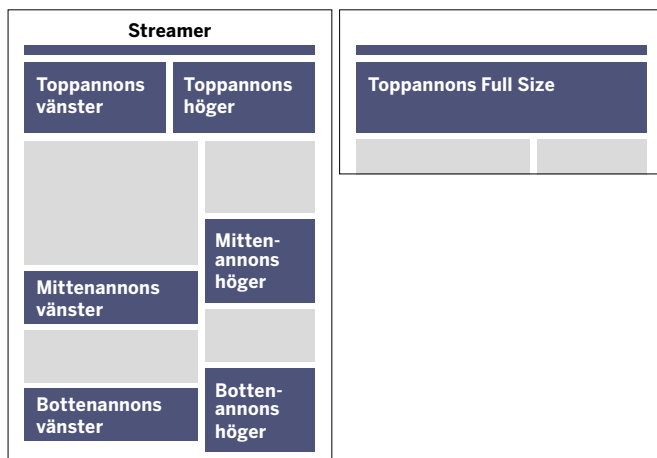 Streamer
Toppannons
vänster
Toppannons
höger
Mitten-
annons
höger
Mittenannons
vänster
Botten-
annons
höger
Bottenannons
vänster
Toppannons Full Size